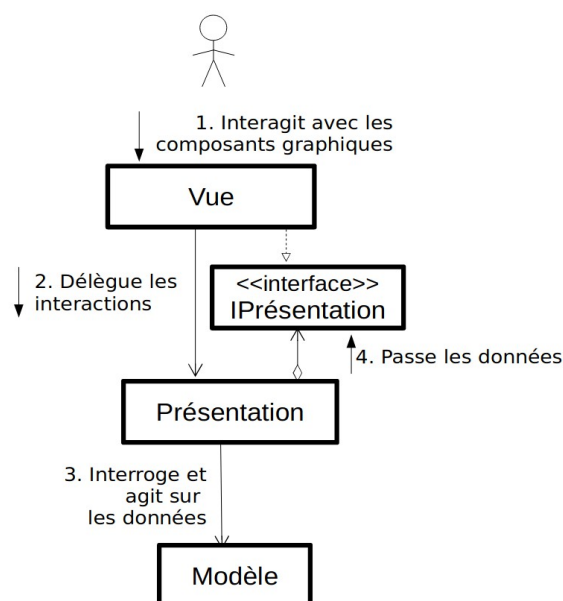 1. Interagit avec les
composants graphiques
Vue
2. Délègue les
interactions
<<interface>>
IPrésentation
4. Passe les données
Présentation
3. Interroge et
agit sur
les données
Modèle